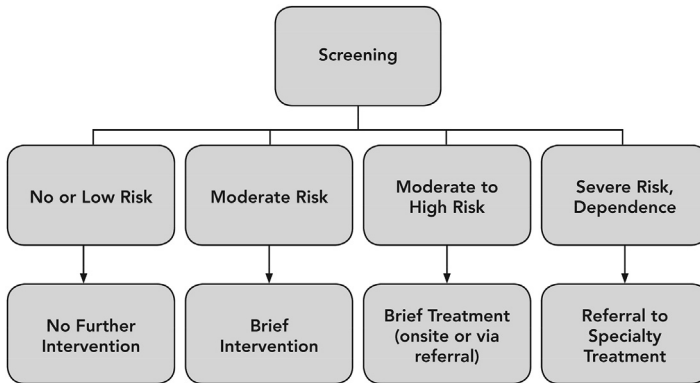 Screening
No or Low Risk
Moderate Risk
Moderate to
High Risk
Severe Risk,
Dependence
No Further
Intervention
Brief
Intervention
Brief Treatment
(onsite or via
referral)
Referral to
Specialty
Treatment